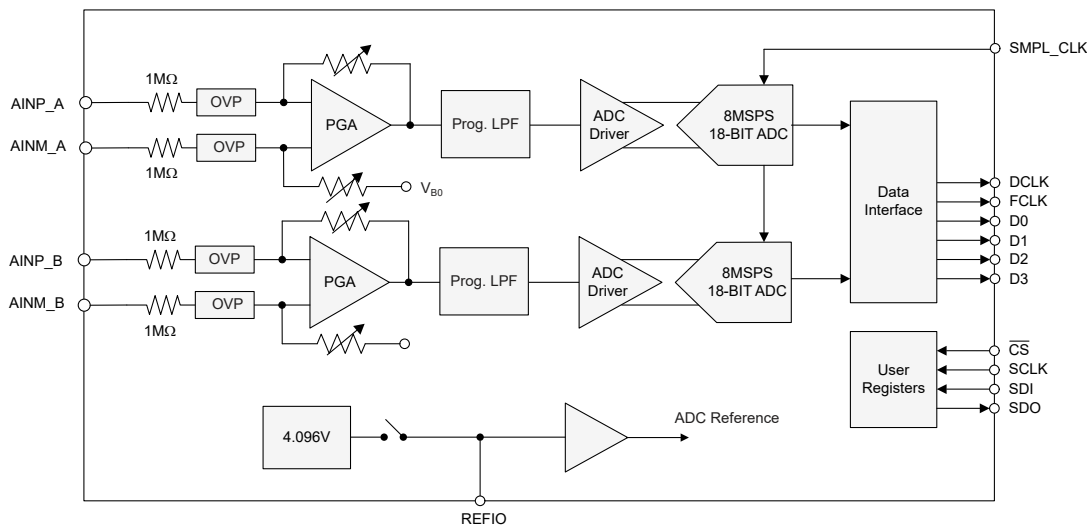 SMPL_CLK
1MΩ
AINP_A
OVP
PGA
Prog. LPF
ADC
Driver
8MSPS
18-BIT ADC
AINM_A
OVP
1MΩ
VB0
Data
Interface
DCLK
FCLK
D0
D1
D2
D3
1MΩ
AINP_B
OVP
PGA
Prog. LPF
ADC
Driver
8MSPS
18-BIT ADC
AINM_B
OVP
1MΩ
User
Registers
CS
SCLK
SDI
SDO
4.096V
ADC Reference
REFIO